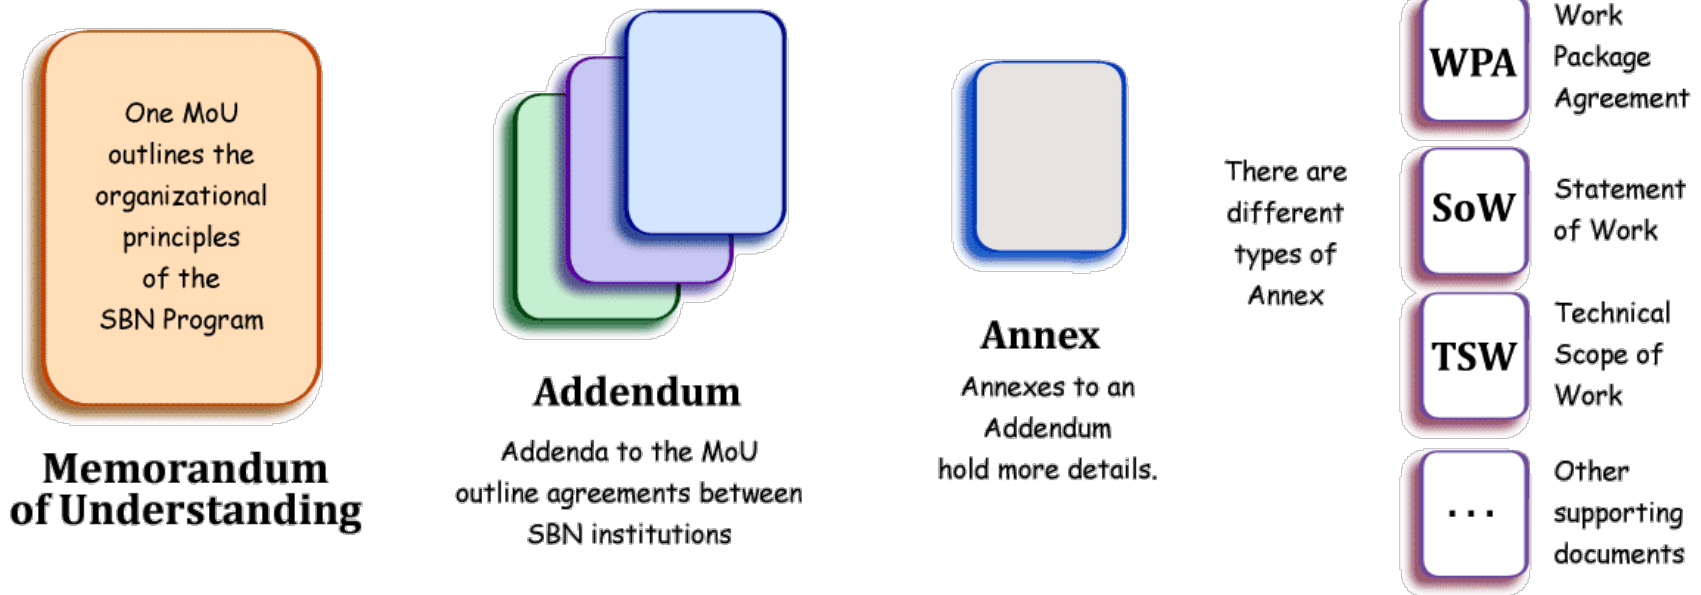 One MoU
outlines the
organizational
principles
of the
SBN Program
Memorandum
of Understanding
Addendum
Addenda to the MoU
outline agreements between
SBN institutions
Annex
Annexes to an
Addendum
hold more details.
There are
different
types of
Annex
WPA
Work
Package
Agreement
SoW
Statement
of Work
TSW
Technical
Scope of
Work
...
Other
supporting
documents